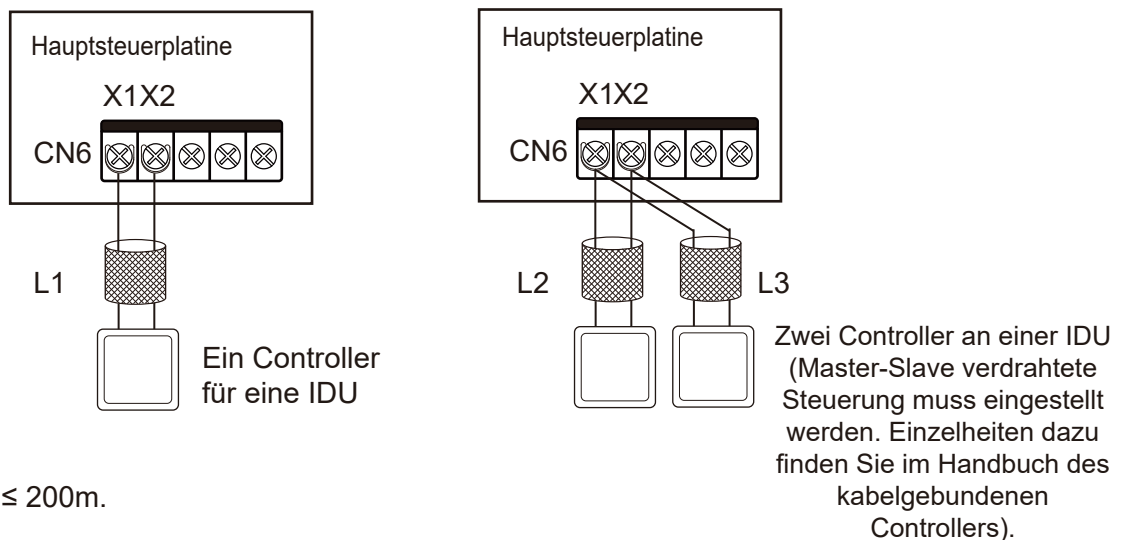 Hauptsteuerplatine
X1X2
CN6
L1
Ein Controller
für eine IDU
≤ 200m.
Hauptsteuerplatine
X1X2
CN6
L2
L3
Zwei Controller an einer IDU
(Master-Slave verdrahtete
Steuerung muss eingestellt
werden. Einzelheiten dazu
finden Sie im Handbuch des
kabelgebundenen
Controllers).